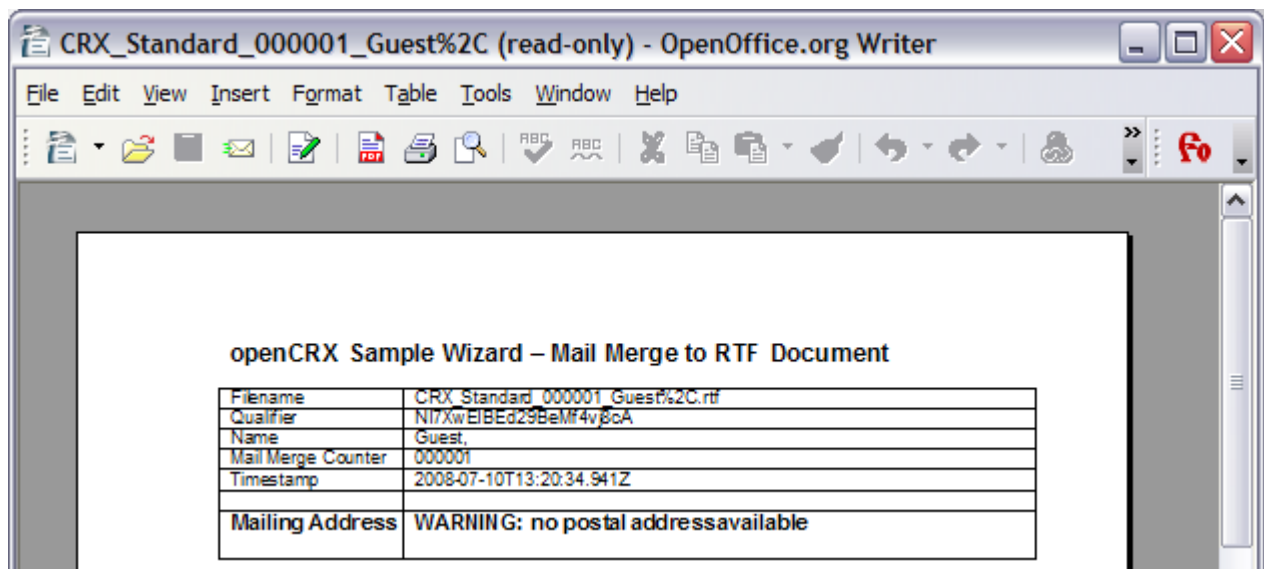 CRX_Standard_000001_Guest%2C (read-only) - OpenOffice.org Writer
File Edit View Insert Format Table Tools Window Help
openCRX Sample Wizard – Mail Merge to RTF Document
Filename CRX_Standard_000001_Guest%2C.rtf
Qualifier
Name Guest,
Mail Merge Counter 000001
Timestamp 2008-07-10T13:20:34.941Z
Mailing Address WARNING: no postal addressavailable